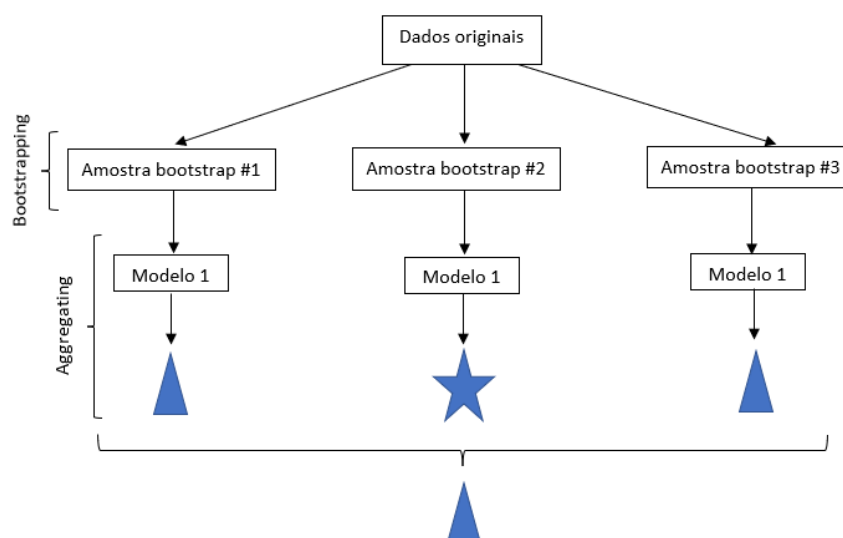 Dados originais
Bootstrapping
Amostra bootstrap #1
Amostra bootstrap #2
Amostra bootstrap #3
Aggregating
Modelo 1
Modelo 1
Modelo 1